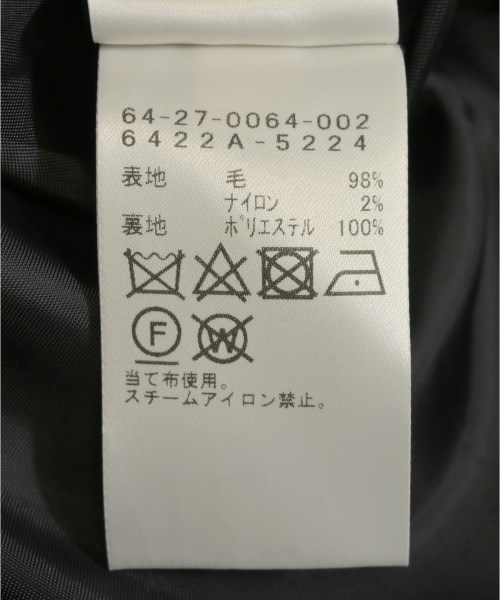 64-27-0064-002
6422A-5224
表地 毛 98%
ナイロン 2%
裏地 ポリエステル 100%
F W
当て布使用。
スチームアイロン禁止。